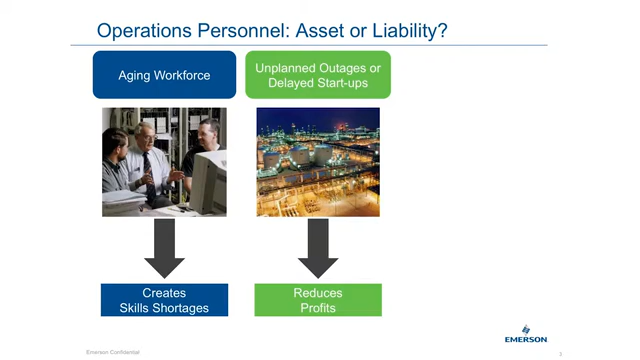 Operations Personnel: Asset or Liability?
Aging Workforce
Unplanned Outages or
Delayed Start-ups
Creates
Skills Shortages
Reduces
Profits
EMERSON
Emerson Confidential